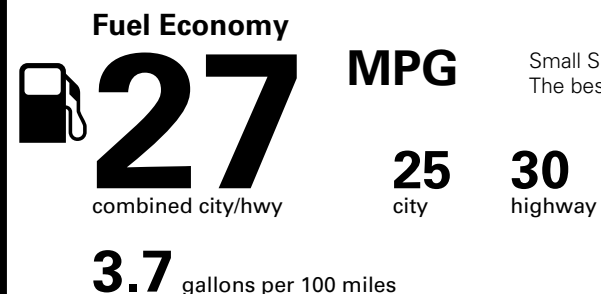 Fuel Economy
27 MPG
Small S
The bes
combined city/hwy
25 city
30 highway
3.7 gallons per 100 miles